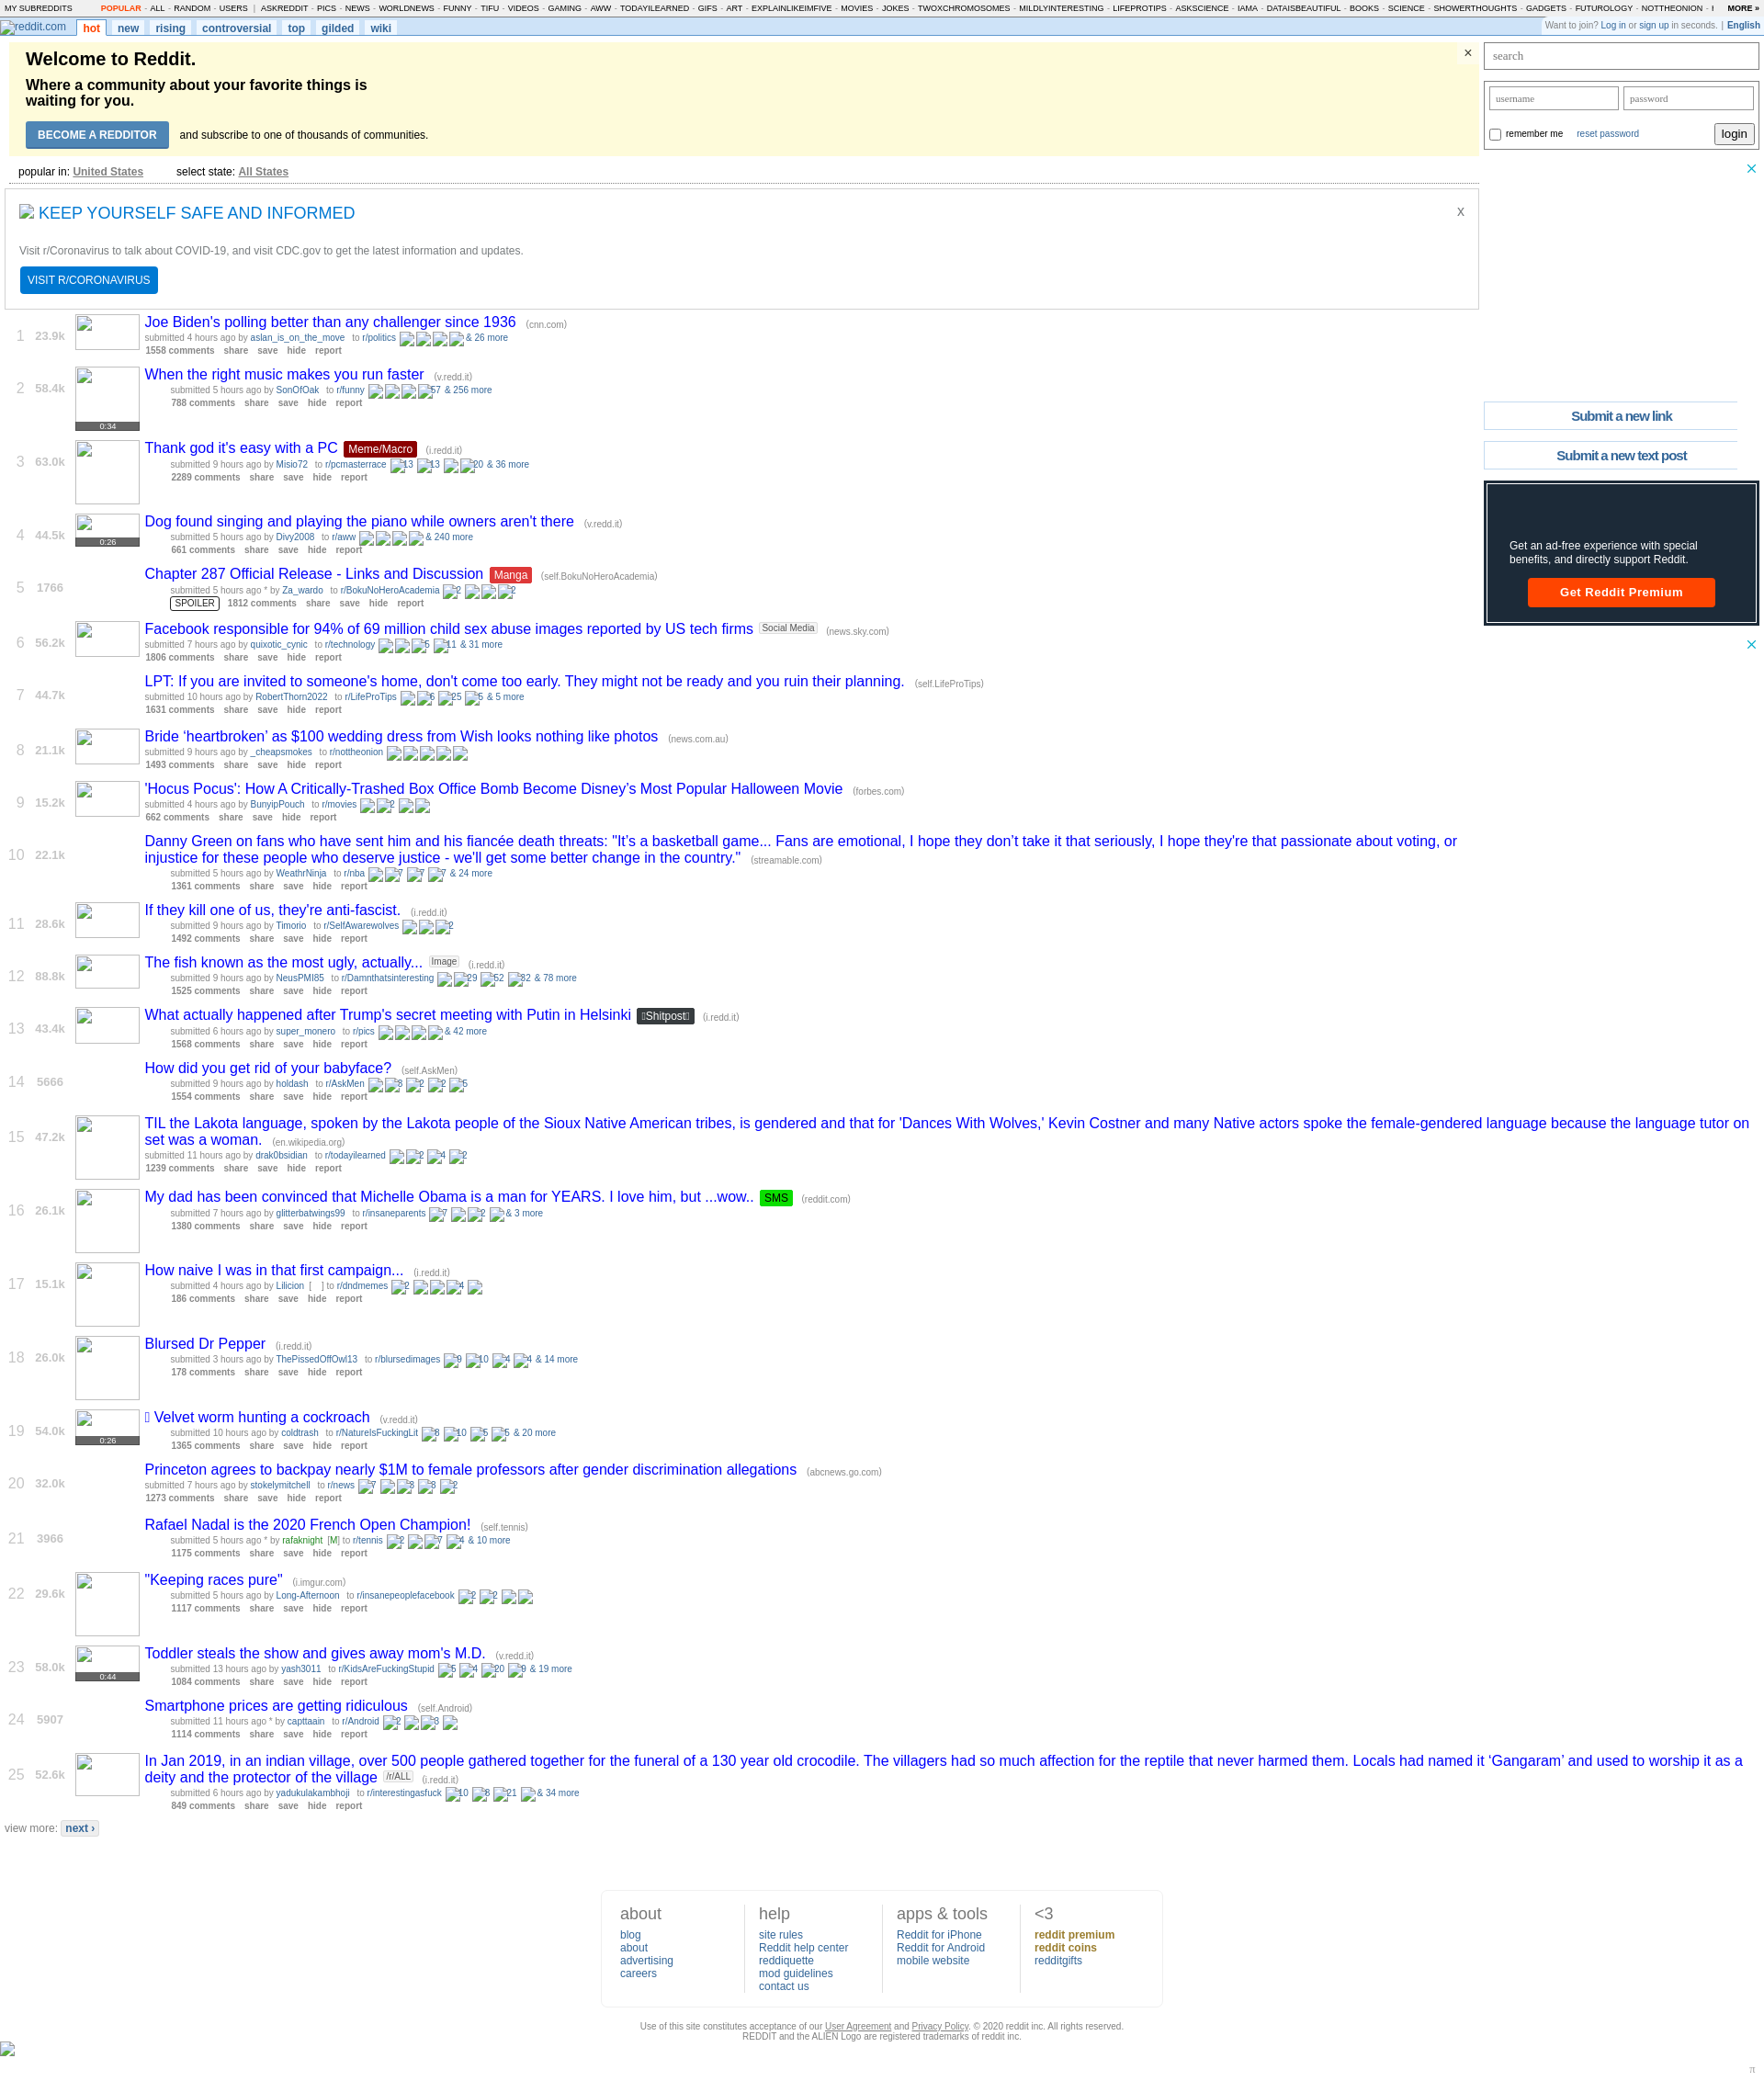 MY SUBREDDITS POPULAR - ALL - RANDOM - USERS | ASKREDDIT - PICS - NEWS - WORLDNEWS - FUNNY - TIFU - VIDEOS - GAMING - AWW - TODAYILEARNED - GIFS - ART - EXPLAINLIKEIMFIVE - MOVIES - JOKES - TWOXCHROMOSOMES - MILDLYINTERESTING - LIFEPROTIPS - ASKSCIENCE - IAMA - DATAISBEAUTIFUL - BOOKS - SCIENCE - SHOWERTHOUGHTS - GADGETS - FUTUROLOGY - NOTTHEONION - MORE »
reddit.com hot new rising controversial top gilded wiki Want to join? Log in or sign up in seconds. | English
Welcome to Reddit.
Where a community about your favorite things is
waiting for you.
BECOME A REDDITOR and subscribe to one of thousands of communities.
×
search
username password
remember me reset password login
popular in: United States select state: All States
KEEP YOURSELF SAFE AND INFORMED
x
Visit r/Coronavirus to talk about COVID-19, and visit CDC.gov to get the latest information and updates.
VISIT R/CORONAVIRUS
Submit a new link
Submit a new text post
Get an ad-free experience with special
benefits, and directly support Reddit.
Get Reddit Premium
1 23.9k Joe Biden's polling better than any challenger since 1936 (cnn.com)
submitted 4 hours ago by aslan_is_on_the_move to r/politics & 26 more
1558 comments share save hide report
2 58.4k When the right music makes you run faster (v.redd.it)
submitted 5 hours ago by SonOfOak to r/funny 57 & 256 more
788 comments share save hide report
0:34
3 63.0k Thank god it's easy with a PC Meme/Macro (i.redd.it)
submitted 9 hours ago by Misio72 to r/pcmasterrace 13 13 20 & 36 more
2289 comments share save hide report
4 44.5k Dog found singing and playing the piano while owners aren't there (v.redd.it)
submitted 5 hours ago by Divy2008 to r/aww & 240 more
0:26
661 comments share save hide report
5 1766 Chapter 287 Official Release - Links and Discussion Manga (self.BokuNoHeroAcademia)
submitted 5 hours ago * by Za_wardo to r/BokuNoHeroAcademia 2 2
SPOILER 1812 comments share save hide report
6 56.2k Facebook responsible for 94% of 69 million child sex abuse images reported by US tech firms Social Media (news.sky.com)
submitted 7 hours ago by quixotic_cynic to r/technology 5 11 & 31 more
1806 comments share save hide report
7 44.7k LPT: If you are invited to someone's home, don't come too early. They might not be ready and you ruin their planning. (self.LifeProTips)
submitted 10 hours ago by RobertThorn2022 to r/LifeProTips 6 25 5 & 5 more
1631 comments share save hide report
8 21.1k Bride ‘heartbroken’ as $100 wedding dress from Wish looks nothing like photos (news.com.au)
submitted 9 hours ago by _cheapsmokes to r/nottheonion
1493 comments share save hide report
9 15.2k 'Hocus Pocus': How A Critically-Trashed Box Office Bomb Become Disney’s Most Popular Halloween Movie (forbes.com)
submitted 4 hours ago by BunyipPouch to r/movies 2
662 comments share save hide report
10 22.1k Danny Green on fans who have sent him and his fiancée death threats: "It’s a basketball game... Fans are emotional, I hope they don’t take it that seriously, I hope they're that passionate about voting, or
injustice for these people who deserve justice - we'll get some better change in the country." (streamable.com)
submitted 5 hours ago by WeathrNinja to r/nba 7 7 7 & 24 more
1361 comments share save hide report
11 28.6k If they kill one of us, they're anti-fascist. (i.redd.it)
submitted 9 hours ago by Timorio to r/SelfAwarewolves 2
1492 comments share save hide report
12 88.8k The fish known as the most ugly, actually... Image (i.redd.it)
submitted 9 hours ago by NeusPMI85 to r/Damnthatsinteresting 29 52 32 & 78 more
1525 comments share save hide report
13 43.4k What actually happened after Trump's secret meeting with Putin in Helsinki Shitpost (i.redd.it)
submitted 6 hours ago by super_monero to r/pics & 42 more
1568 comments share save hide report
14 5666 How did you get rid of your babyface? (self.AskMen)
submitted 9 hours ago by holdash to r/AskMen 3 2 2 5
1554 comments share save hide report
15 47.2k TIL the Lakota language, spoken by the Lakota people of the Sioux Native American tribes, is gendered and that for 'Dances With Wolves,' Kevin Costner and many Native actors spoke the female-gendered language because the language tutor on
set was a woman. (en.wikipedia.org)
submitted 11 hours ago by drak0bsidian to r/todayilearned 2 4 2
1239 comments share save hide report
16 26.1k My dad has been convinced that Michelle Obama is a man for YEARS. I love him, but ...wow.. SMS (reddit.com)
submitted 7 hours ago by glitterbatwings99 to r/insaneparents 7 2 & 3 more
1380 comments share save hide report
17 15.1k How naive I was in that first campaign... (i.redd.it)
submitted 4 hours ago by Lilicion [ ] to r/dndmemes 2 4
186 comments share save hide report
18 26.0k Blursed Dr Pepper (i.redd.it)
submitted 3 hours ago by ThePissedOffOwl13 to r/blursedimages 9 10 4 4 & 14 more
178 comments share save hide report
19 54.0k Velvet worm hunting a cockroach (v.redd.it)
submitted 10 hours ago by coldtrash to r/NatureIsFuckingLit 8 10 5 5 & 20 more
0:26
1365 comments share save hide report
20 32.0k Princeton agrees to backpay nearly $1M to female professors after gender discrimination allegations (abcnews.go.com)
submitted 7 hours ago by stokelymitchell to r/news 7 3 3 2
1273 comments share save hide report
21 3966 Rafael Nadal is the 2020 French Open Champion! (self.tennis)
submitted 5 hours ago * by rafaknight [M] to r/tennis 2 7 4 & 10 more
1175 comments share save hide report
22 29.6k "Keeping races pure" (i.imgur.com)
submitted 5 hours ago by Long-Afternoon to r/insanepeoplefacebook 2 2
1117 comments share save hide report
23 58.0k Toddler steals the show and gives away mom's M.D. (v.redd.it)
submitted 13 hours ago by yash3011 to r/KidsAreFuckingStupid 5 4 20 9 & 19 more
0:44
1084 comments share save hide report
24 5907 Smartphone prices are getting ridiculous (self.Android)
submitted 11 hours ago * by capttaain to r/Android 2 3
1114 comments share save hide report
25 52.6k In Jan 2019, in an indian village, over 500 people gathered together for the funeral of a 130 year old crocodile. The villagers had so much affection for the reptile that never harmed them. Locals had named it ‘Gangaram’ and used to worship it as a
deity and the protector of the village /r/ALL (i.redd.it)
submitted 6 hours ago by yadukulakambhoji to r/interestingasfuck 10 8 21 & 34 more
849 comments share save hide report
view more: next ›
about help apps & tools <3
blog site rules Reddit for iPhone reddit premium
about Reddit help center Reddit for Android reddit coins
advertising reddiquette mobile website redditgifts
careers mod guidelines
contact us
Use of this site constitutes acceptance of our User Agreement and Privacy Policy. © 2020 reddit inc. All rights reserved.
REDDIT and the ALIEN Logo are registered trademarks of reddit inc.
π